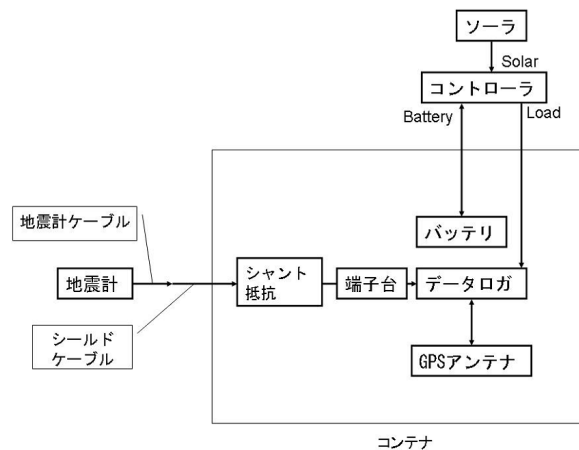 ソーラ
Solar
コントローラ
Battery
Load
地震計ケーブル
バッテリ
地震計
シャント
抵抗
端子台
データロガ
シールド
ケーブル
GPSアンテナ
コンテナ